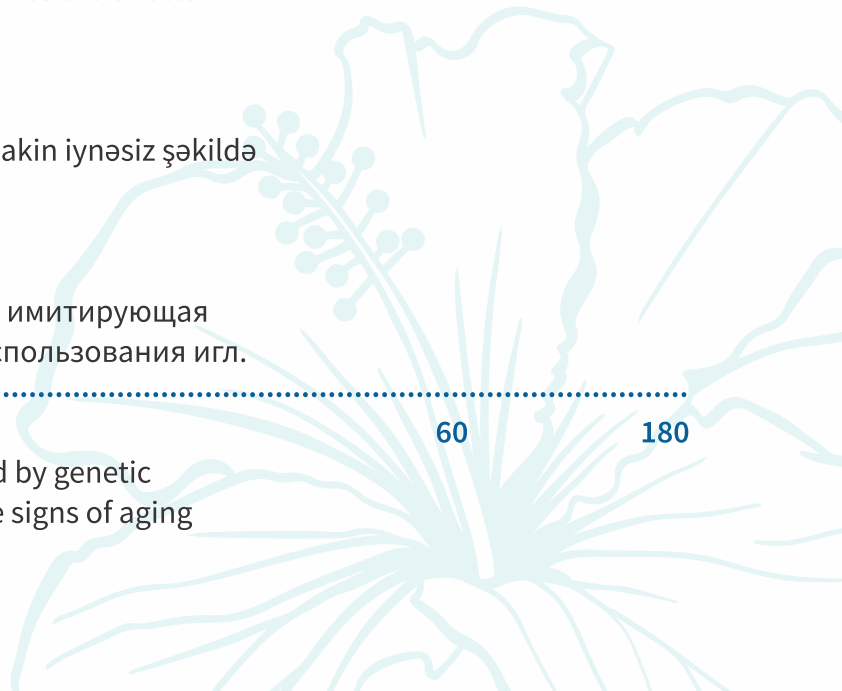 akin iynəsiz şəkildə
имитирующая
спользования игл.
60 180
d by genetic
e signs of aging